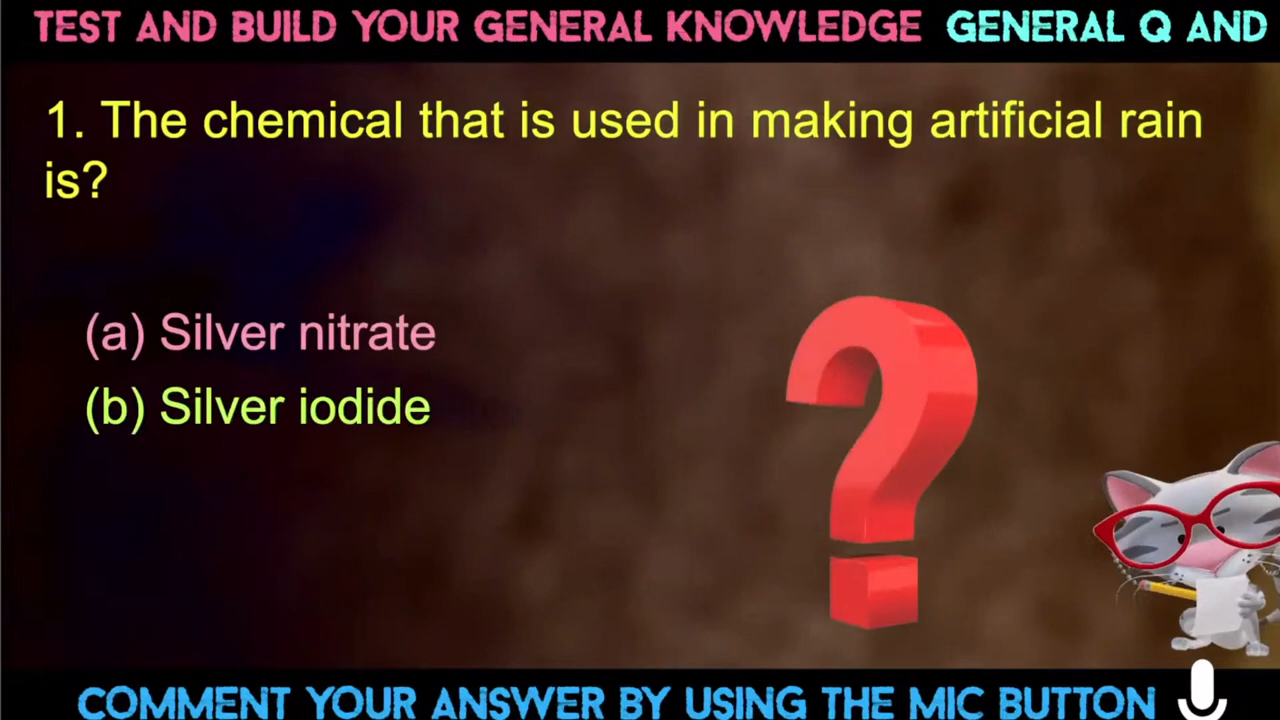 TEST AND BUILD YOUR GENERAL KNOWLEDGE GENERAL Q AND
1. The chemical that is used in making artificial rain
is?
(a) Silver nitrate
(b) Silver iodide
COMMENT YOUR ANSWER BY USING THE MIC BUTTON